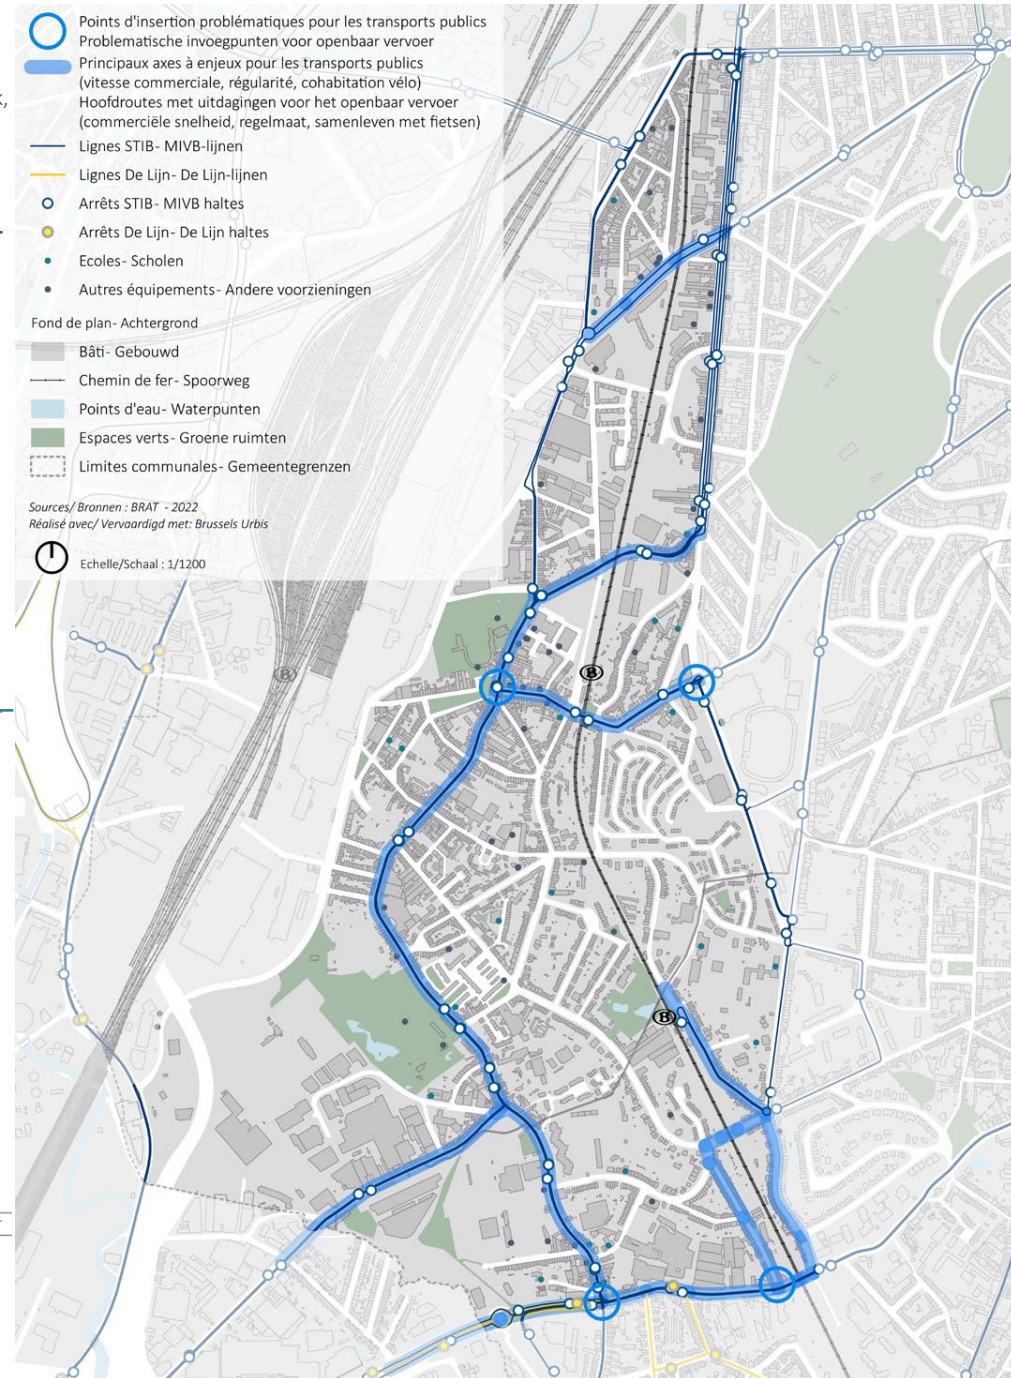 Points d'insertion problématiques pour les transports publics
Problematische invoegpunten voor openbaar vervoer
Principaux axes à enjeux pour les transports publics
(vitesse commerciale, régularité, cohabitation vélo)
Hoofdroutes met uitdagingen voor het openbaar vervoer
(commerciële snelheid, regelmaat, samenleven met fietsen)
Lignes STIB- MIVB-lijnen
Lignes De Lijn- De Lijn-lijnen
Arrêts STIB- MIVB haltes
Arrêts De Lijn- De Lijn haltes
Ecoles- Scholen
Autres équipements- Andere voorzieningen
Fond de plan- Achtergrond
Bâti- Gebouwd
Chemin de fer- Spoorweg
Points d'eau- Waterpunten
Espaces verts- Groene ruimten
Limites communales- Gemeentegrenzen
Sources/ Bronnen : BRAT - 2022
Réalisé avec/ Vervaardigd met: Brussels Urbis
Echelle/Schaal : 1/1200
B
B
B